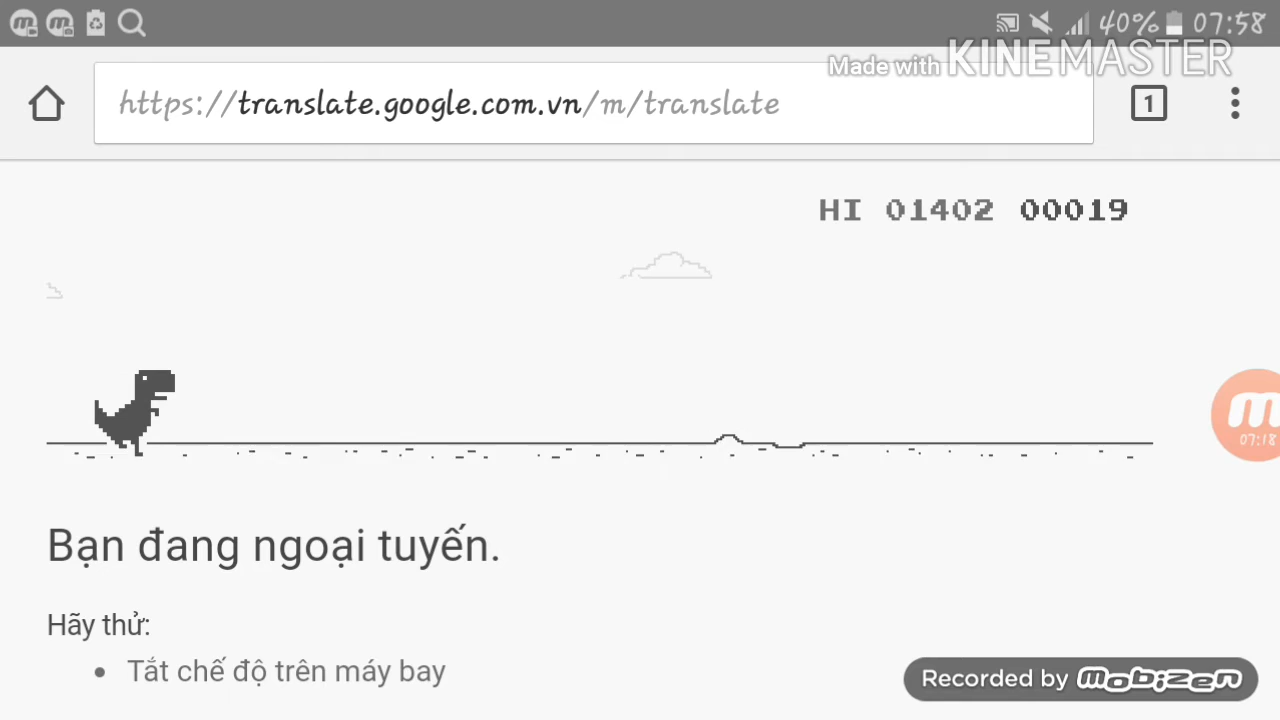 40% 07:58
Made with KINEMASTER
https://translate.google.com.vn/m/translate
1
HI 01402 00019
07:18
Bạn đang ngoại tuyến.
Hãy thử:
• Tắt chế độ trên máy bay
Recorded by mobizen